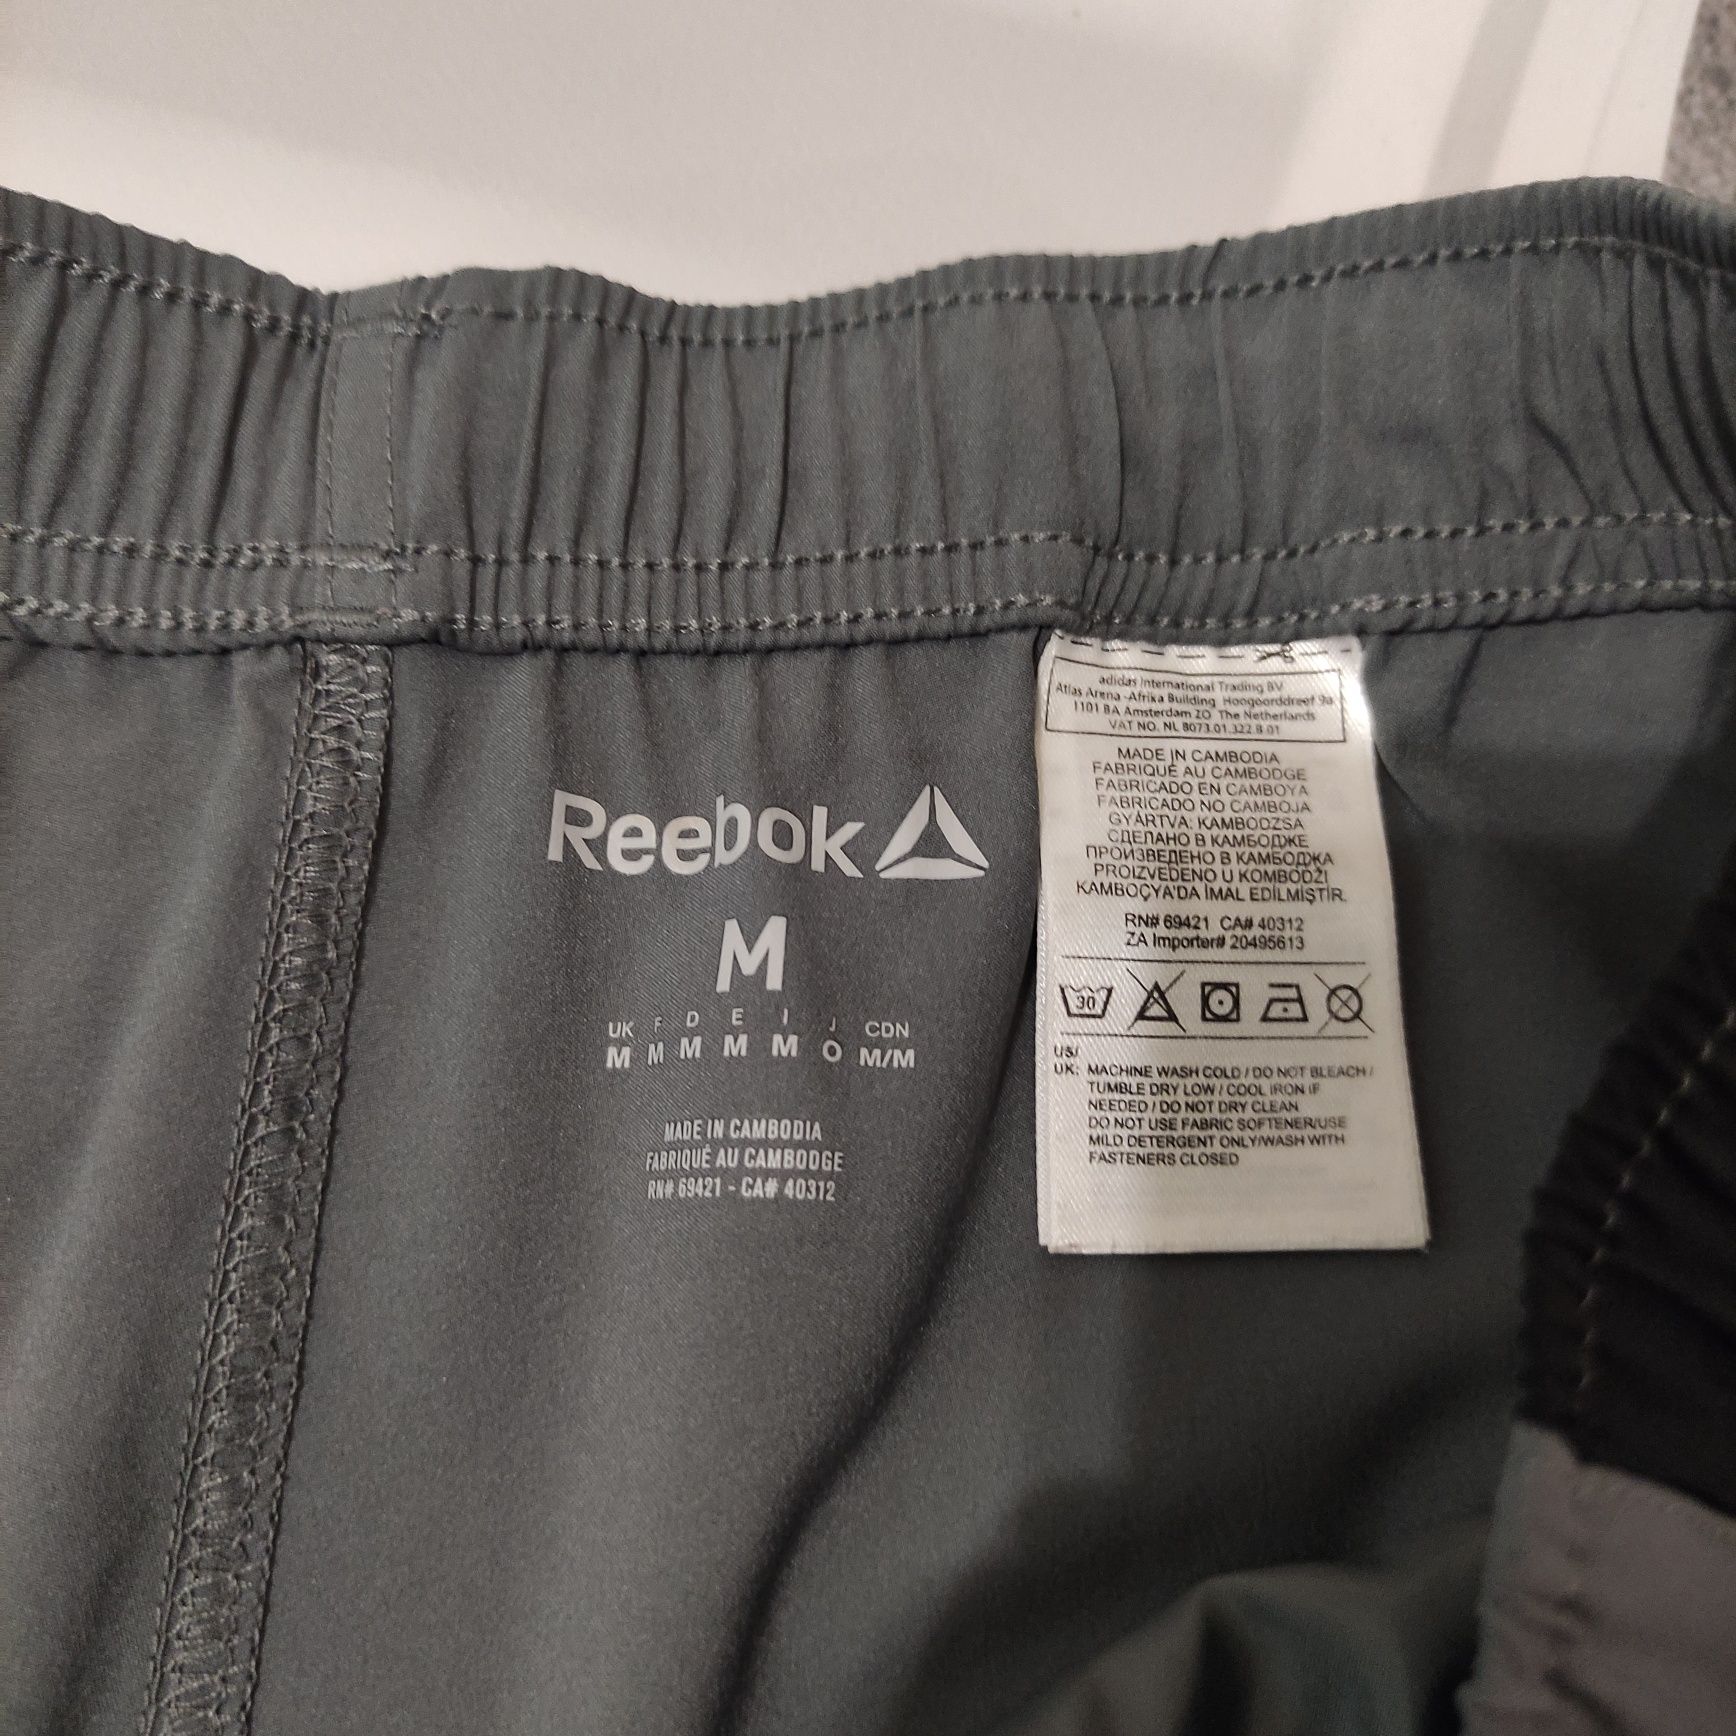 Reebok
M
UK F D E I J CDN
M M M M M O M/M
MADE IN CAMBODIA
FABRIQUÉ AU CAMBODGE
RN# 69421 - CA# 40312
adidas International Trading BV
Atlas Arena -Afrika Building Hoogoorddreef 9a
1101 BA Amsterdam ZO The Netherlands
VAT NO. NL 8073.01.322.B.01
MADE IN CAMBODIA
FABRIQUÉ AU CAMBODGE
FABRICADO EN CAMBOYA
FABRICADO NO CAMBOJA
GYÁRTVA: KAMBODZSA
СДЕЛАНО В КАМБОДЖЕ
ПРОИЗВЕДЕНО В КАМБОДЖА
PROIZVEDENO U KOMBODŽI
KAMBOÇYA'DA İMAL EDİLMİŞTİR.
RN# 69421 CA# 40312
ZA Importer# 20495613
30
US/
UK: MACHINE WASH COLD / DO NOT BLEACH /
TUMBLE DRY LOW / COOL IRON IF
NEEDED / DO NOT DRY CLEAN
DO NOT USE FABRIC SOFTENER/USE
MILD DETERGENT ONLY/WASH WITH
FASTENERS CLOSED